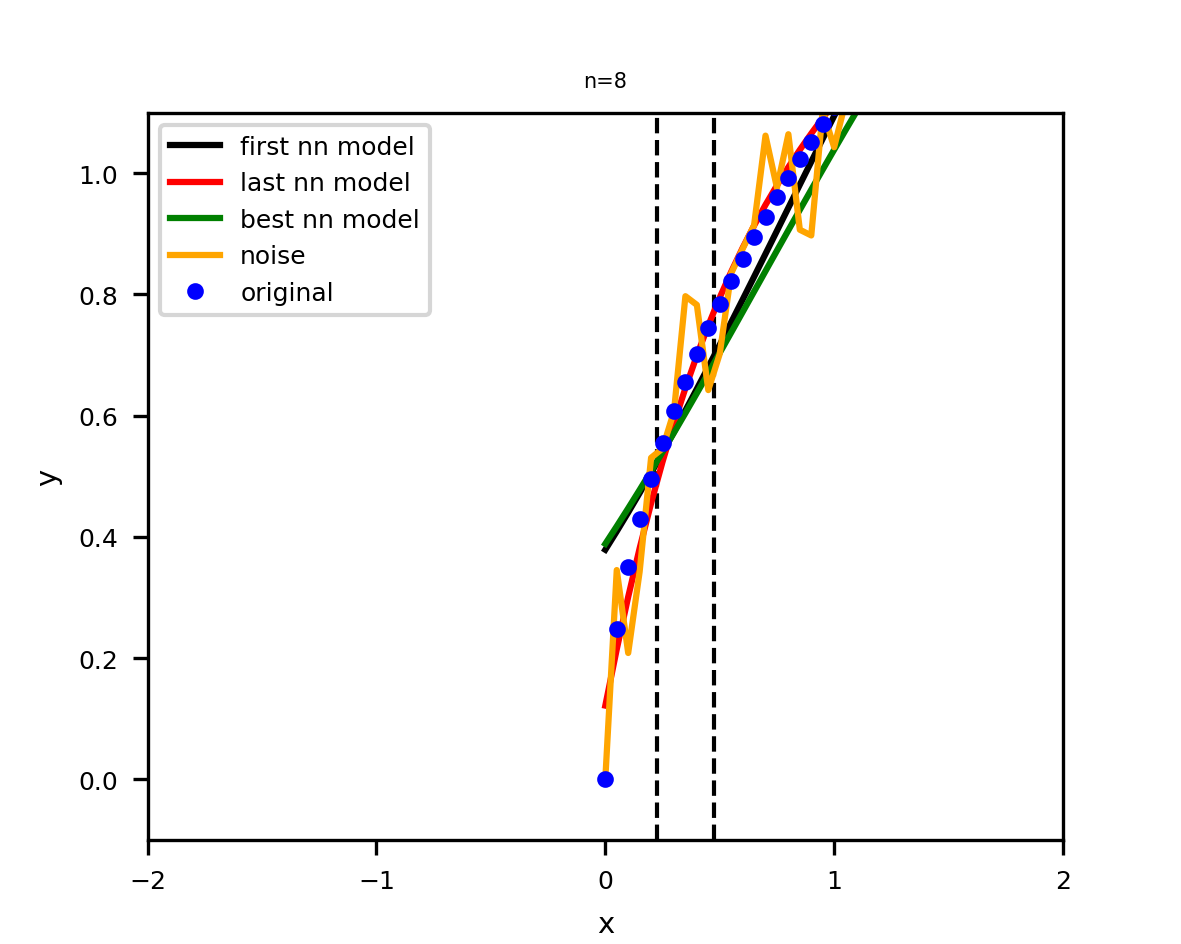 n=8
first nn model
last nn model
best nn model
noise
original
1.0
0.8
0.6
0.4
0.2
0.0
y
−2
−1
0
1
2
x